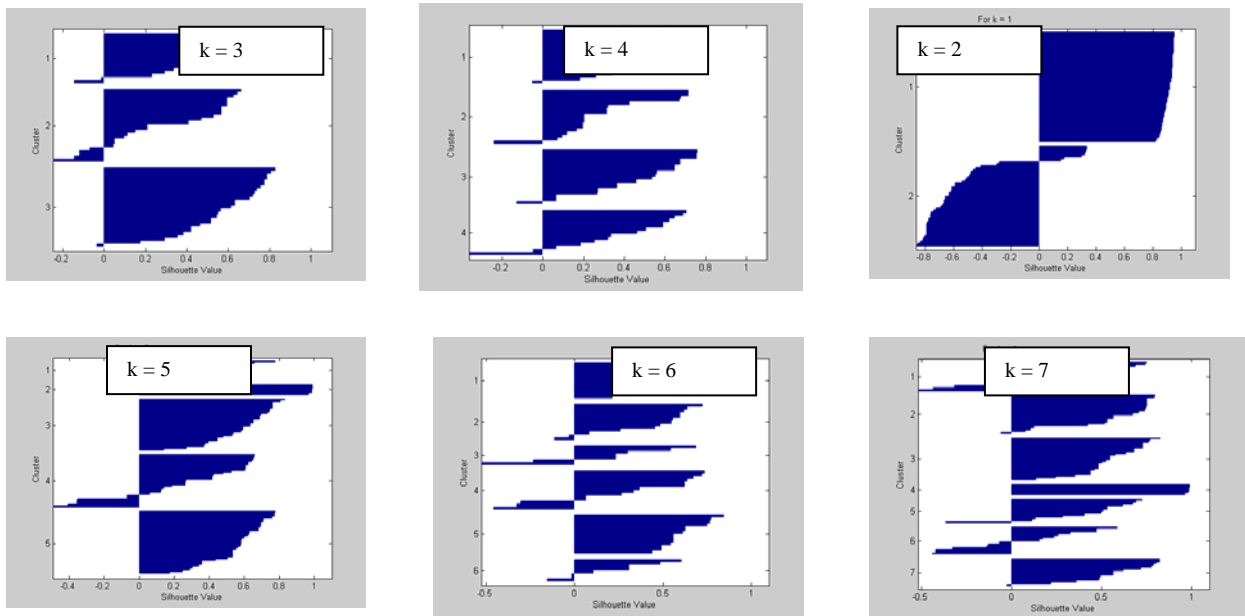 k = 3
1
2
3
Cluster
-0.2 0 0.2 0.4 0.6 0.8 1
Silhouette Value
k = 4
1
2
3
4
Cluster
-0.2 0 0.2 0.4 0.6 0.8 1
Silhouette Value
For k = 1
k = 2
1
2
Cluster
-0.8 -0.6 -0.4 -0.2 0 0.2 0.4 0.6 0.8 1
Silhouette Value
k = 5
1
2
3
4
5
Cluster
-0.4 -0.2 0 0.2 0.4 0.6 0.8 1
Silhouette Value
k = 6
1
2
3
4
5
6
Cluster
-0.5 0 0.5 1
Silhouette Value
k = 7
1
2
3
4
5
6
7
Cluster
-0.5 0 0.5 1
Silhouette Value